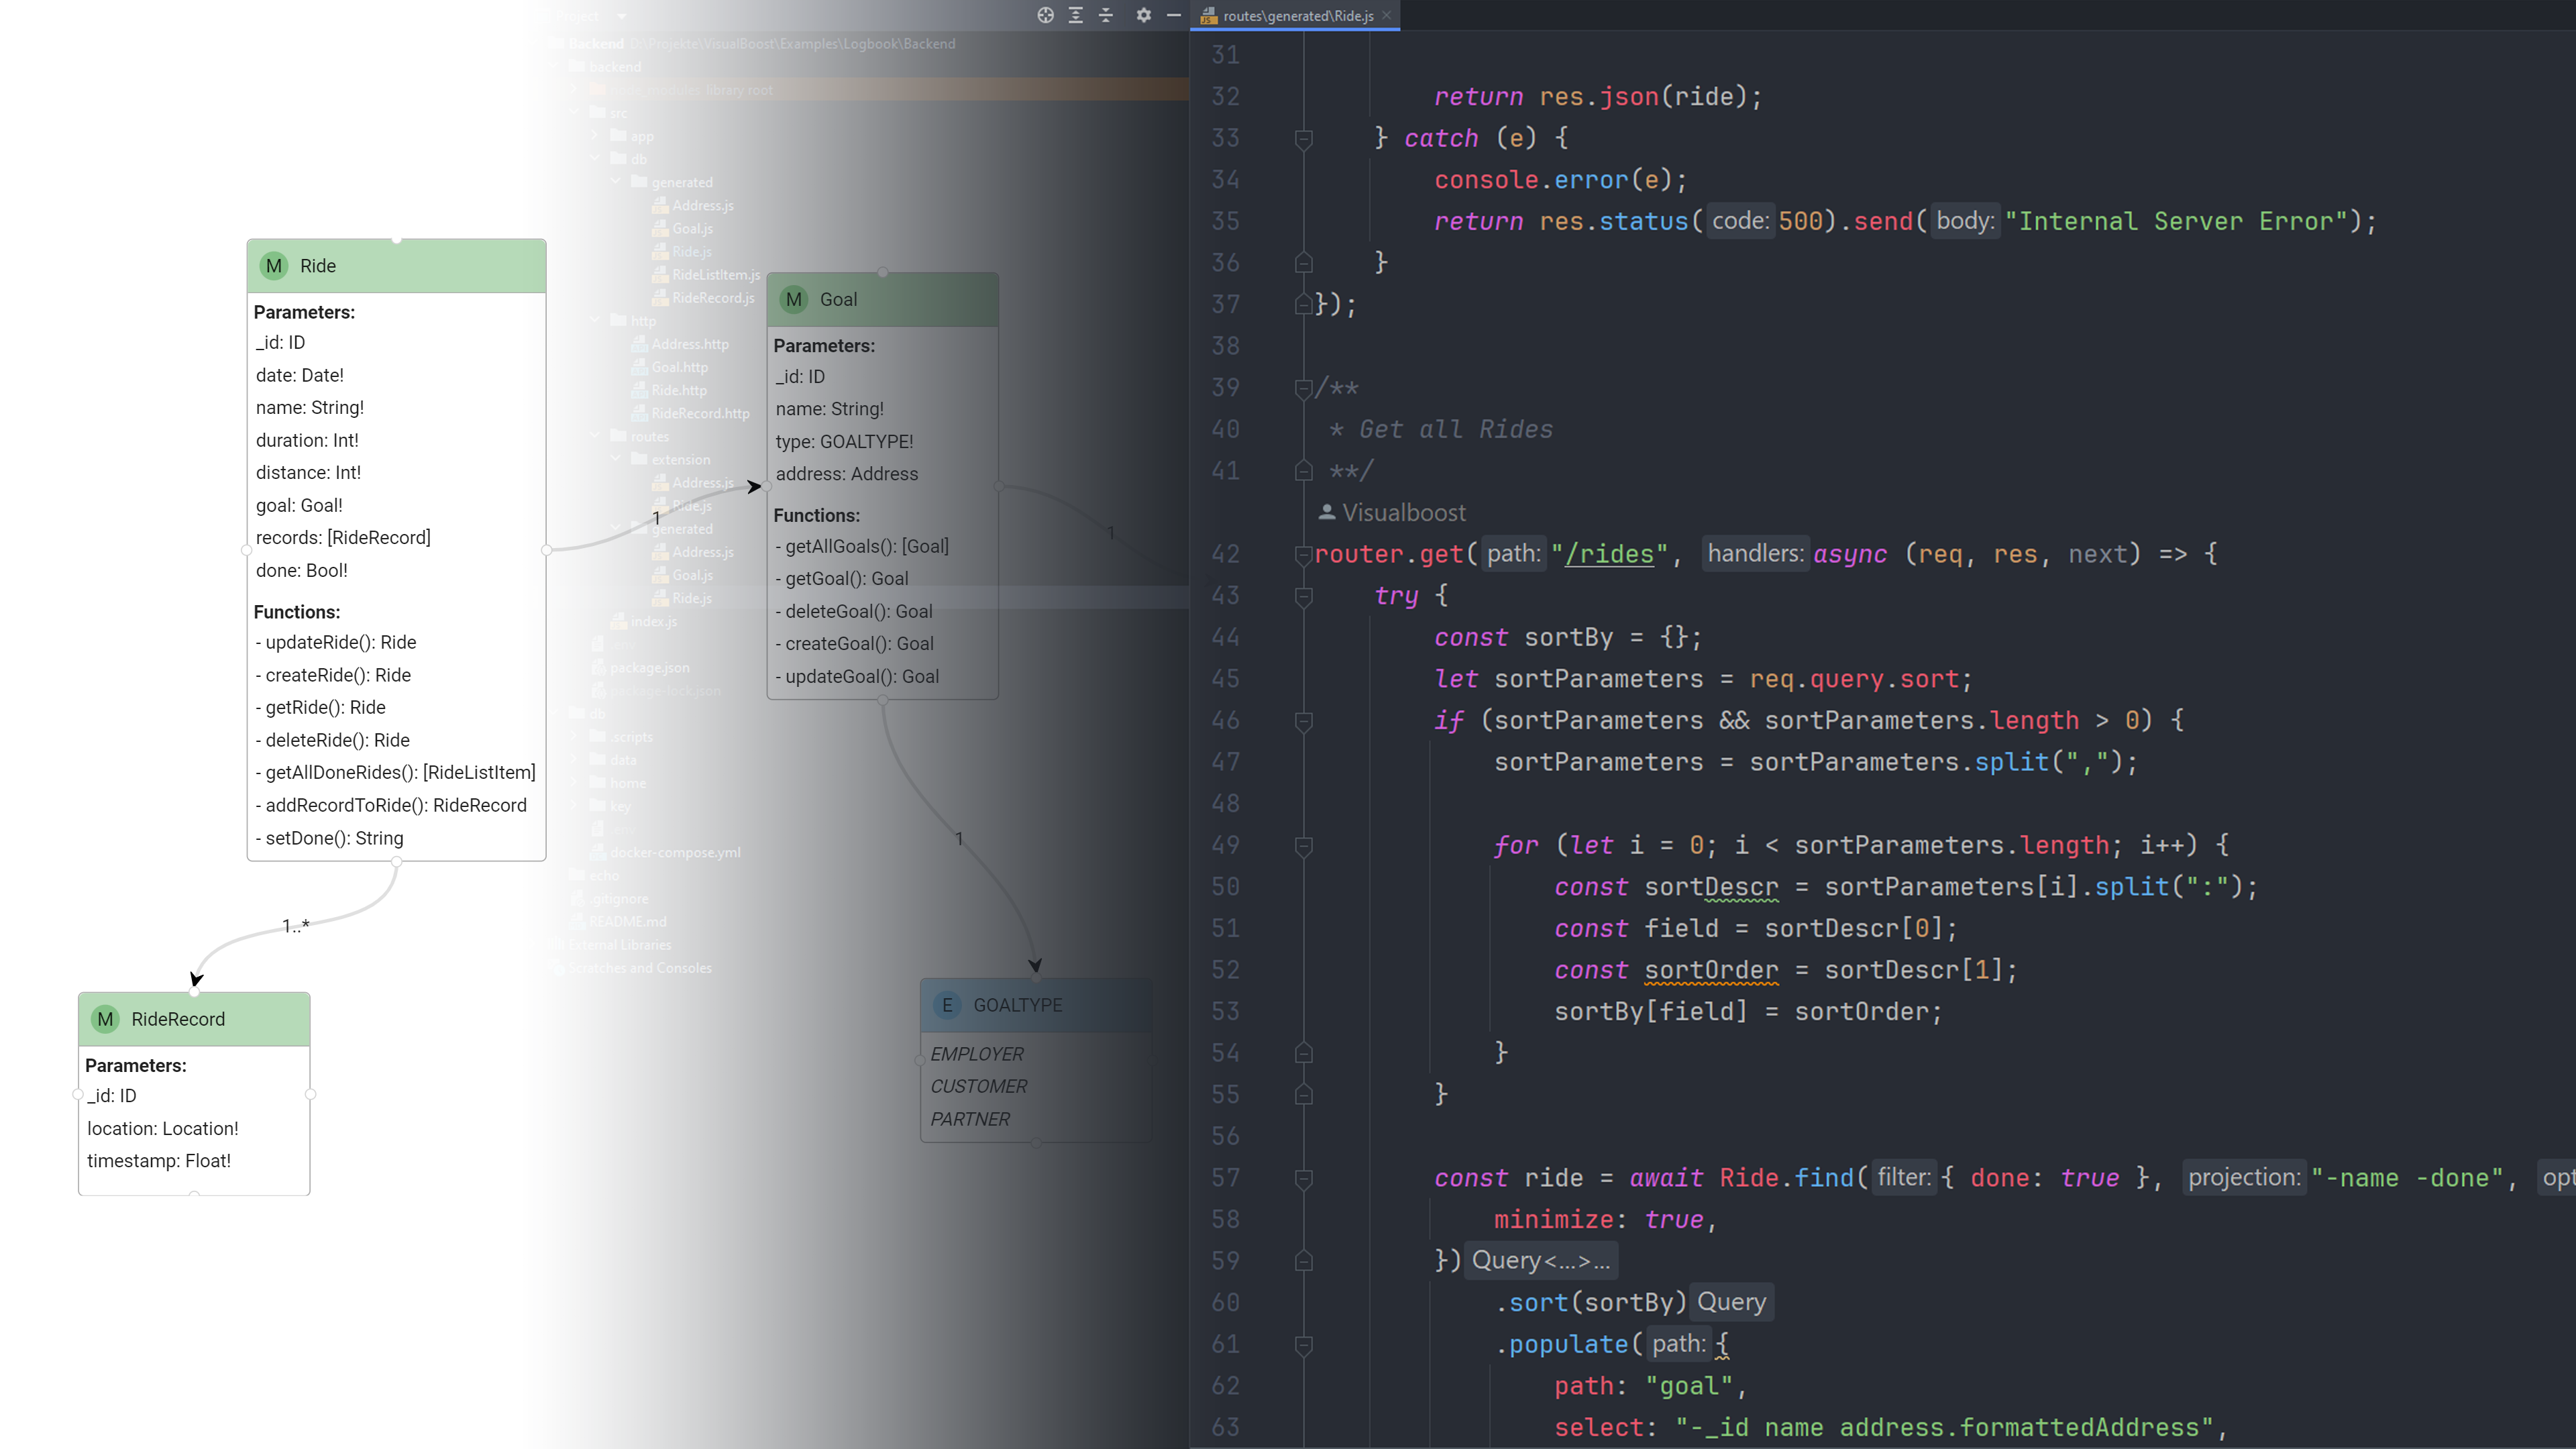 Ride
Parameters:
_id: ID
date: Date!
name: String!
duration: Int!
distance: Int!
goal: Goal!
records: [RideRecord]
done: Bool!
Functions:
- updateRide(): Ride
- createRide(): Ride
- getRide(): Ride
- deleteRide(): Ride
- getAllDoneRides(): [RideListItem]
- addRecordToRide(): RideRecord
- setDone(): String
1..*
M RideRecord
Parameters:
_id: ID
location: Location!
timestamp: Float!
Project
Backend D:\Projekte\VisualBoost\Examples\Logbook\Backend
backend
node_modules library root
src
app
db
generated
Address.js
Goal.js
Ride.js
RideListItem.js
RideRecord.js
http
Address.http
Goal.http
Ride.http
RideRecord.http
routes
extension
Address.js
Ride.js
generated
Address.js
Goal.js
Ride.js
index.js
package.json
package-lock.json
db
.scripts
data
home
key
docker-compose.yml
echo
.gitignore
README.md
External Libraries
Scratches and Consoles
1
M Goal
Parameters:
_id: ID
name: String!
type: GOALTYPE!
address: Address
Functions:
- getAllGoals(): [Goal]
- getGoal(): Goal
- deleteGoal(): Goal
- createGoal(): Goal
- updateGoal(): Goal
1
1
E GOALTYPE
EMPLOYER
CUSTOMER
PARTNER
routes\generated\Ride.js
31
32 return res.json(ride);
33 } catch (e) {
34 console.error(e);
35 return res.status( code: 500).send( body: "Internal Server Error");
36 }
37 });
38
39 /**
40 * Get all Rides
41 **/
Visualboost
42 router.get( path: "/rides", handlers: async (req, res, next) => {
43 try {
44 const sortBy = {};
45 let sortParameters = req.query.sort;
46 if (sortParameters && sortParameters.length > 0) {
47 sortParameters = sortParameters.split(",");
48
49 for (let i = 0; i < sortParameters.length; i++) {
50 const sortDescr = sortParameters[i].split(":");
51 const field = sortDescr[0];
52 const sortOrder = sortDescr[1];
53 sortBy[field] = sortOrder;
54 }
55 }
56
57 const ride = await Ride.find( filter: { done: true }, projection: "-name -done", opt
58 minimize: true,
59 }) Query<...>...
60 .sort(sortBy) Query
61 .populate( path: {
62 path: "goal",
63 select: "-_id name address.formattedAddress",